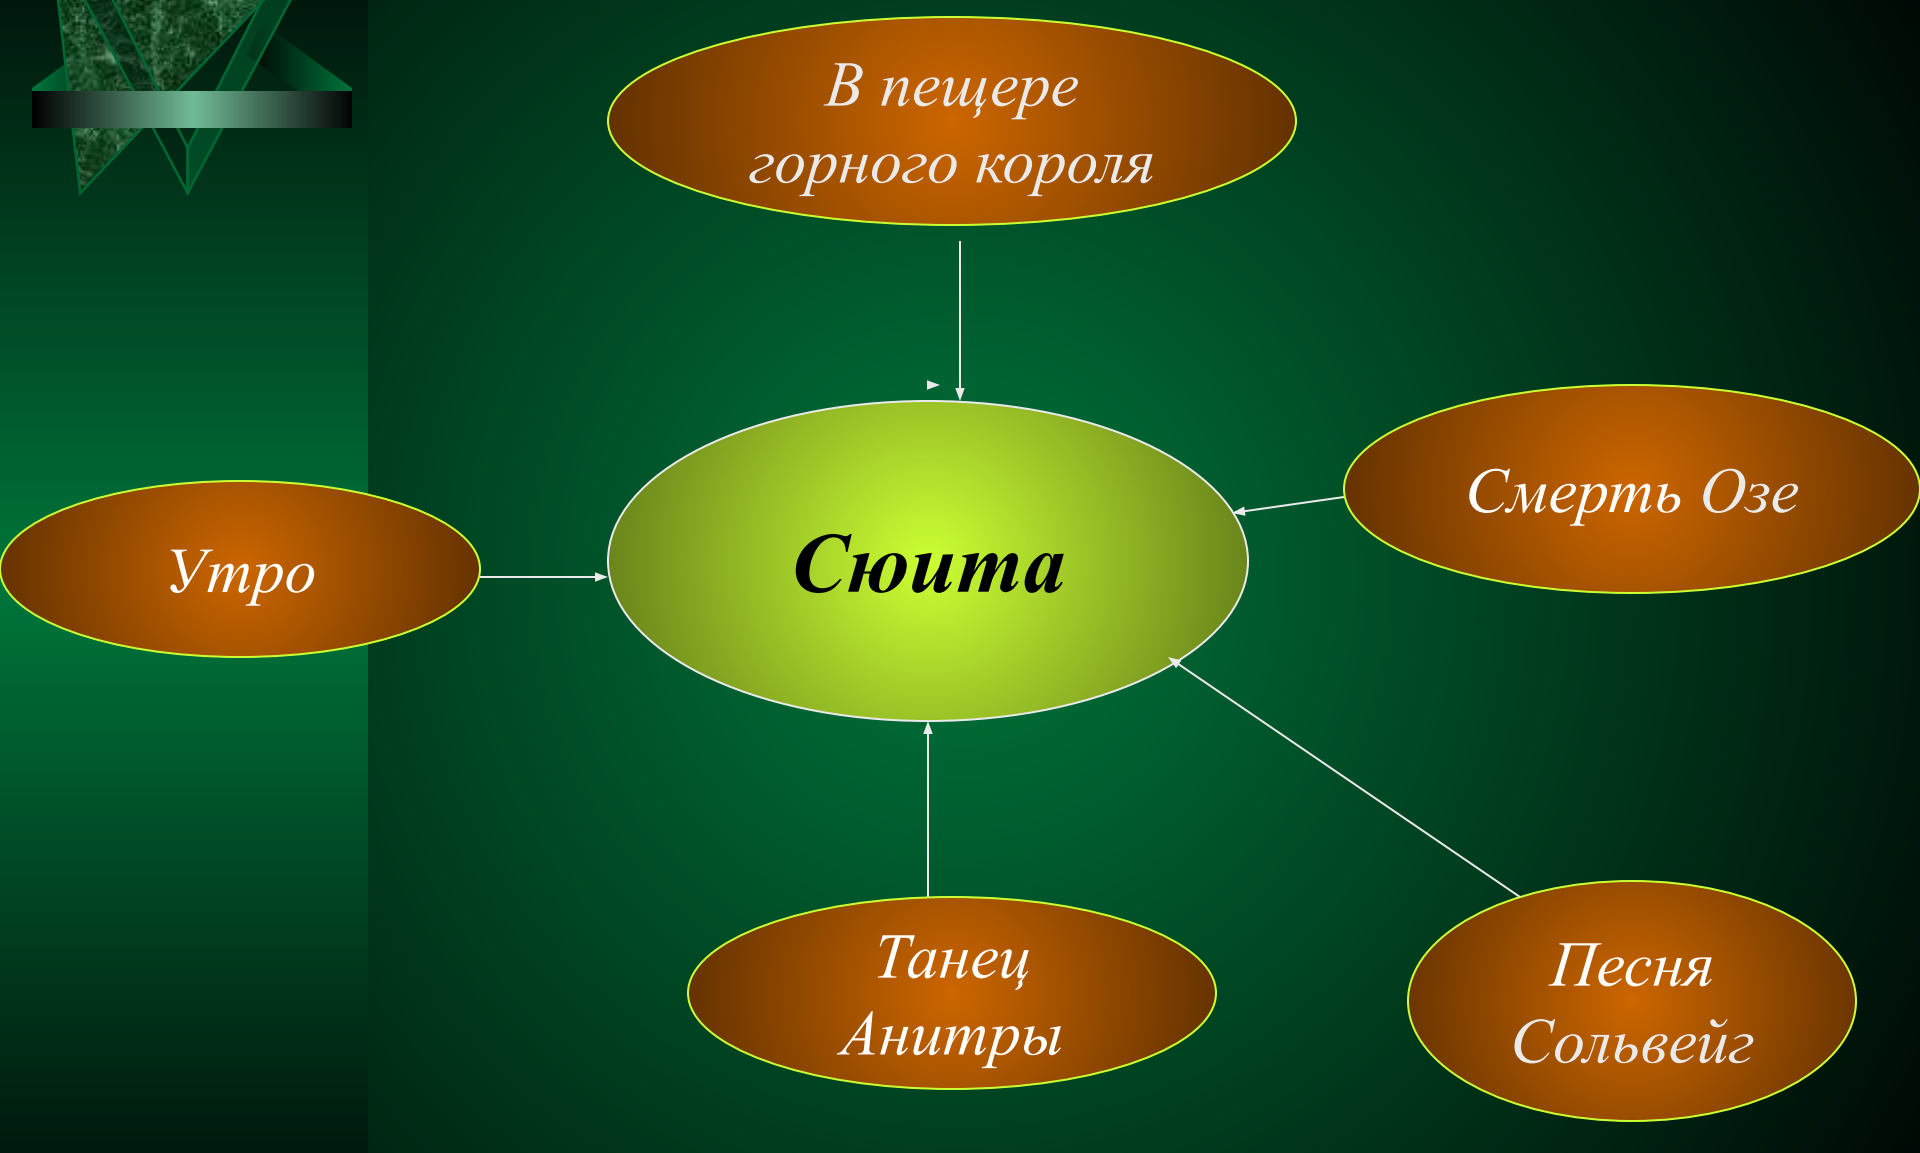 В пещере
горного короля
Смерть Озе
Утро
Сюита
Танец
Анитры
Песня
Сольвейг